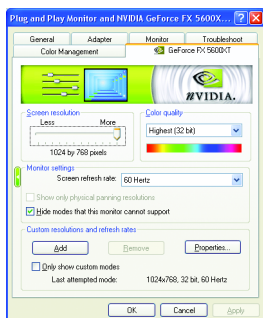 Plug and Play Monitor and NVIDIA GeForce FX 5600X...
General Adapter Monitor Troubleshoot
Color Management GeForce FX 5600XT
NVIDIA.
Screen resolution
Less More
1024 by 768 pixels
Color quality
Highest (32 bit)
Monitor settings
Screen refresh rate: 60 Hertz
Show only physical panning resolutions
Hide modes that this monitor cannot support
Custom resolutions and refresh rates
Add Remove Properties...
Only show custom modes
Last attempted mode: 1024x768, 32 bit, 60 Hertz
OK Cancel Apply